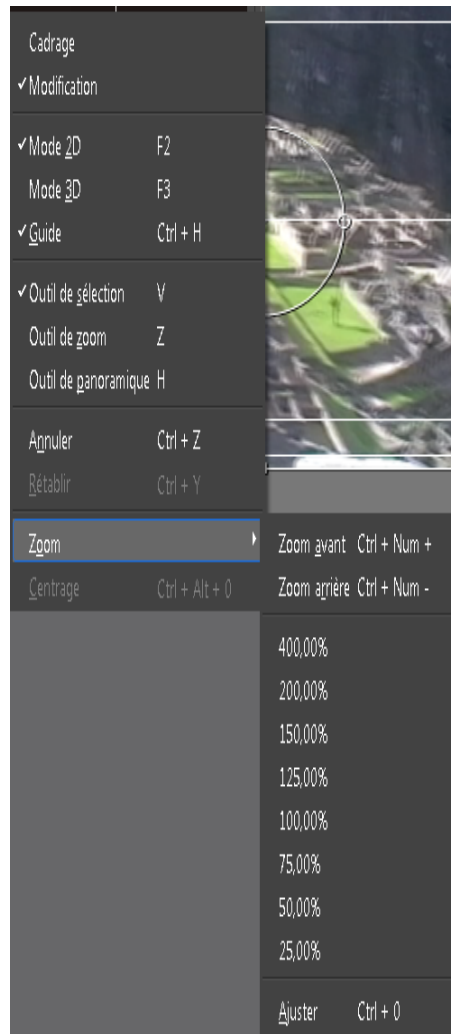 Cadrage
✓Modification
✓Mode 2D F2
Mode 3D F3
✓Guide Ctrl + H
✓Outil de sélection V
Outil de zoom Z
Outil de panoramique H
Annuler Ctrl + Z
Rétablir Ctrl + Y
Zoom
Centrage Ctrl + Alt + 0
Zoom avant Ctrl + Num +
Zoom arrière Ctrl + Num -
400,00%
200,00%
150,00%
125,00%
100,00%
75,00%
50,00%
25,00%
Ajuster Ctrl + 0